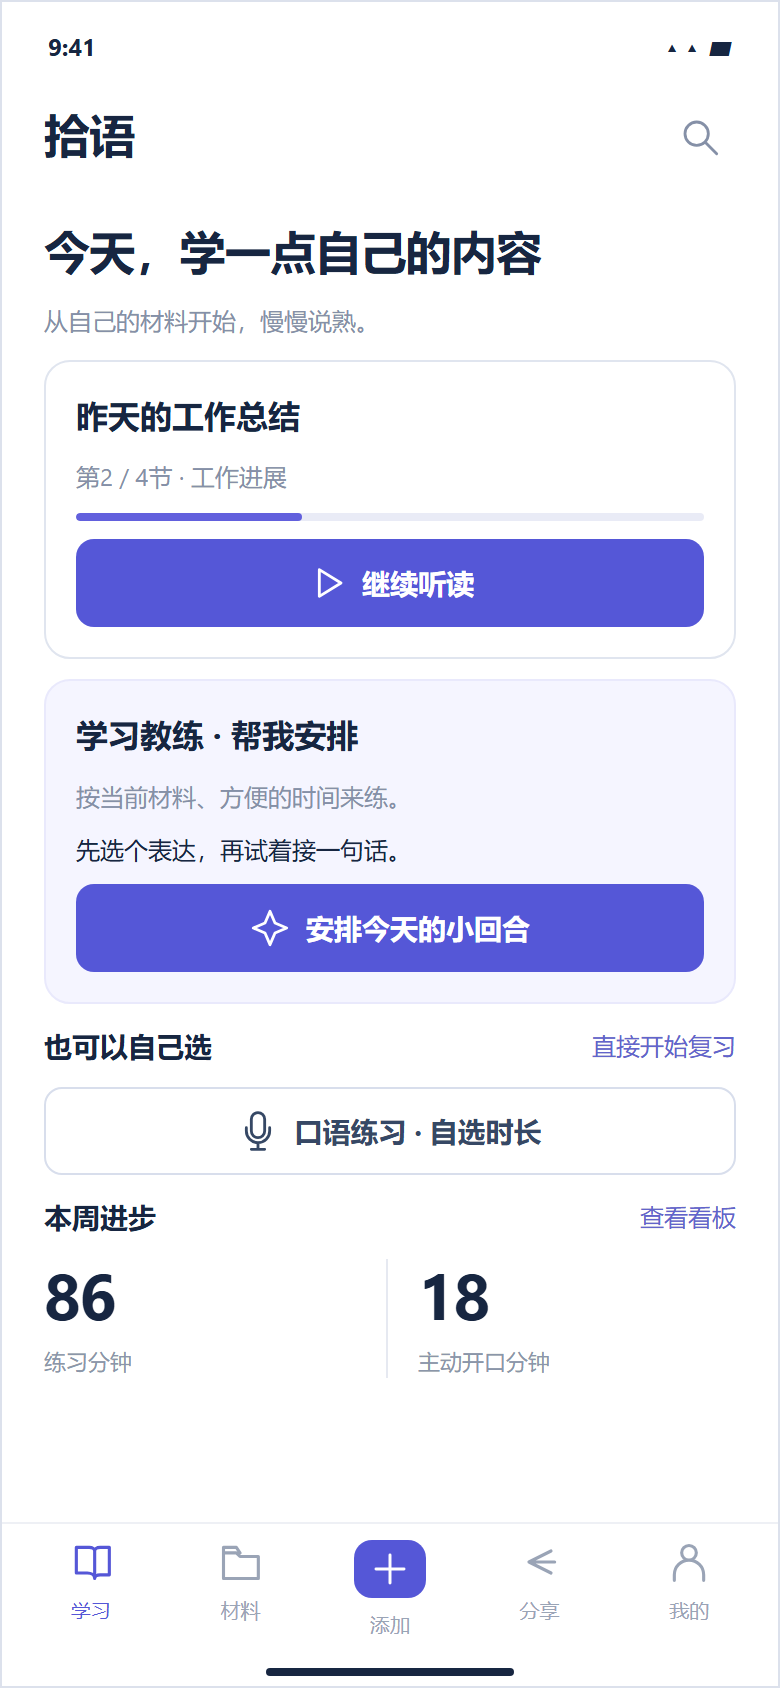 9:41
拾语
今天，学一点自己的内容
从自己的材料开始，慢慢说熟。
昨天的工作总结
第2 / 4节 · 工作进展
继续听读
学习教练 · 帮我安排
按当前材料、方便的时间来练。
先选个表达，再试着接一句话。
安排今天的小回合
也可以自己选
直接开始复习
口语练习 · 自选时长
本周进步
查看看板
86
18
练习分钟
主动开口分钟
学习
材料
添加
分享
我的